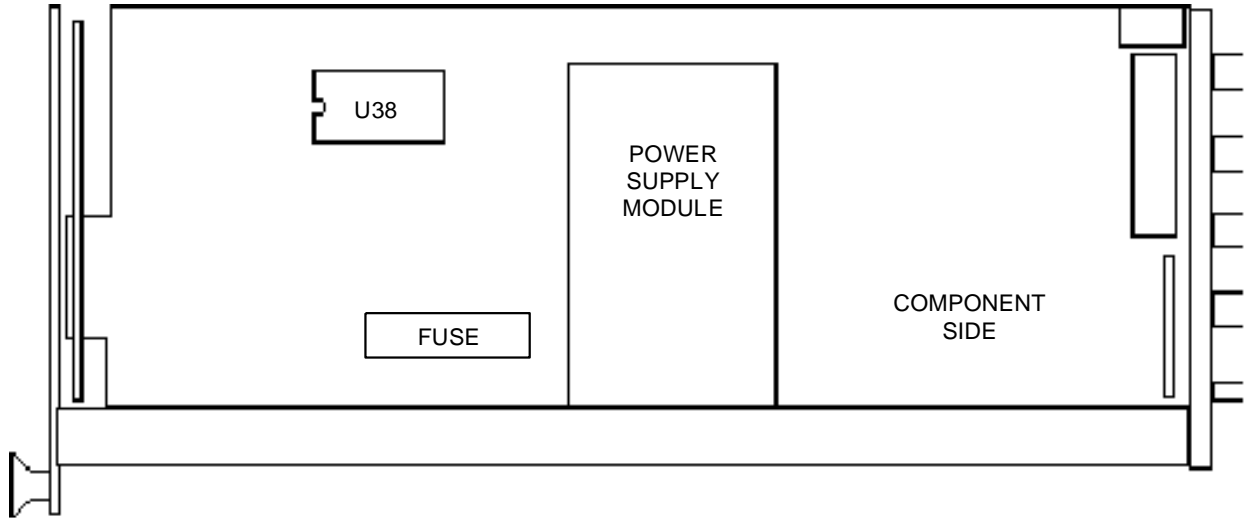 U38
POWER
SUPPLY
MODULE
COMPONENT
SIDE
FUSE